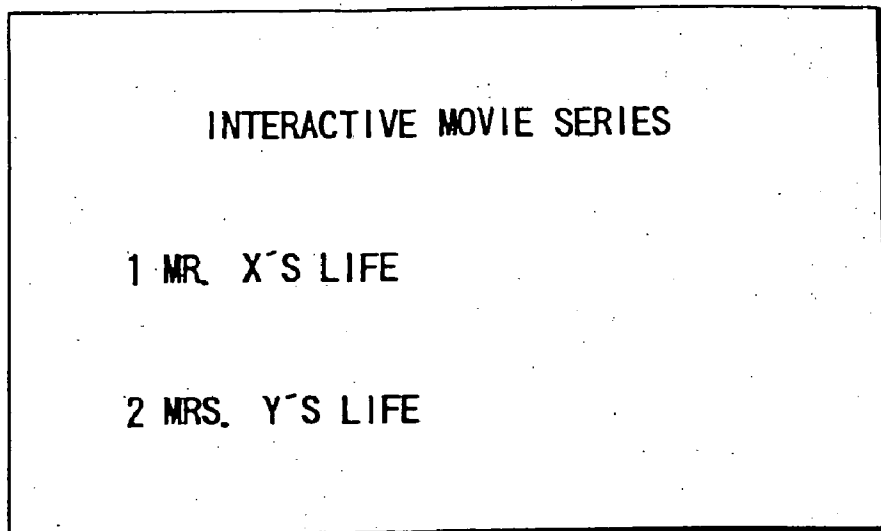 INTERACTIVE MOVIE SERIES
1 MR. X´S LIFE
2 MRS. Y´S LIFE